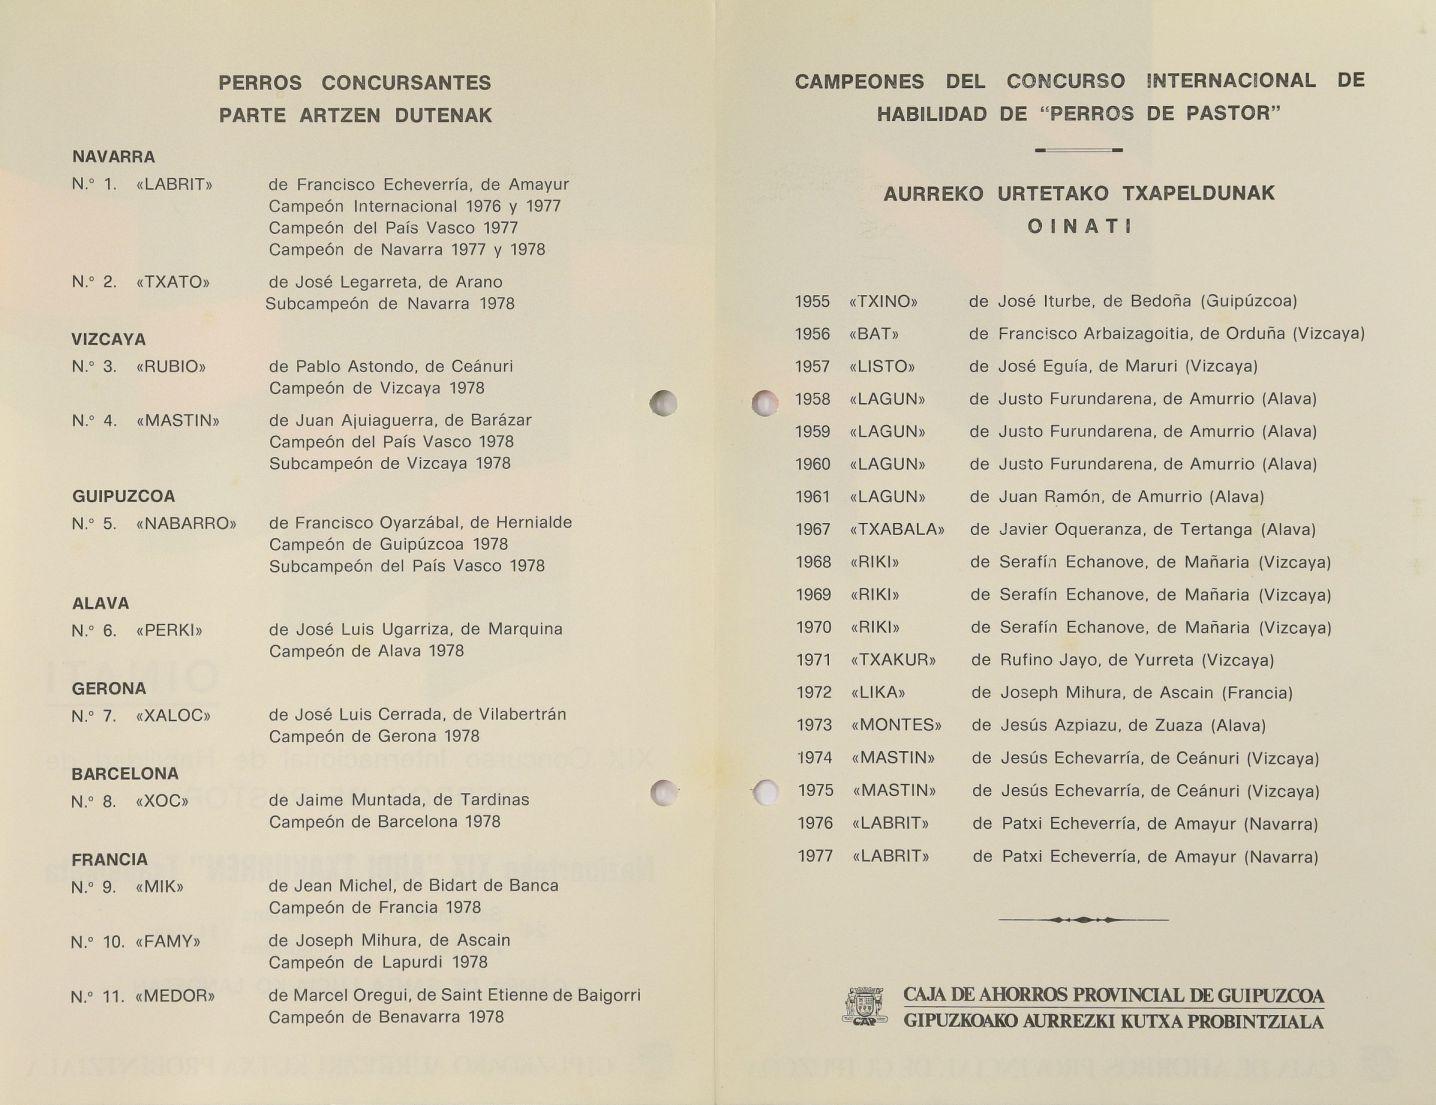 PERROS CONCURSANTES
PARTE ARTZEN DUTENAK
NAVARRA
N.º 1. «LABRIT» de Francisco Echeverría, de Amayur
Campeón Internacional 1976 y 1977
Campeón del País Vasco 1977
Campeón de Navarra 1977 y 1978
N.º 2. «TXATO» de José Legarreta, de Arano
Subcampeón de Navarra 1978
VIZCAYA
N.º 3. «RUBIO» de Pablo Astondo, de Ceánuri
Campeón de Vizcaya 1978
N.º 4. «MASTIN» de Juan Ajuiaguerra, de Barázar
Campeón del País Vasco 1978
Subcampeón de Vizcaya 1978
GUIPUZCOA
N.º 5. «NABARRO» de Francisco Oyarzábal, de Hernialde
Campeón de Guipúzcoa 1978
Subcampeón del País Vasco 1978
ALAVA
N.º 6. «PERKI» de José Luis Ugarriza, de Marquina
Campeón de Alava 1978
GERONA
N.º 7. «XALOC» de José Luis Cerrada, de Vilabertrán
Campeón de Gerona 1978
BARCELONA
N.º 8. «XOC» de Jaime Muntada, de Tardinas
Campeón de Barcelona 1978
FRANCIA
N.º 9. «MIK» de Jean Michel, de Bidart de Banca
Campeón de Francia 1978
N.º 10. «FAMY» de Joseph Mihura, de Ascain
Campeón de Lapurdi 1978
N.º 11. «MEDOR» de Marcel Oregui, de Saint Etienne de Baigorri
Campeón de Benavarra 1978
CAMPEONES DEL CONCURSO INTERNACIONAL DE
HABILIDAD DE "PERROS DE PASTOR"
AURREKO URTETAKO TXAPELDUNAK
OINATI
1955 «TXINO» de José Iturbe, de Bedoña (Guipúzcoa)
1956 «BAT» de Francisco Arbaizagoitia, de Orduña (Vizcaya)
1957 «LISTO» de José Eguía, de Maruri (Vizcaya)
1958 «LAGUN» de Justo Furundarena, de Amurrio (Alava)
1959 «LAGUN» de Justo Furundarena, de Amurrio (Alava)
1960 «LAGUN» de Justo Furundarena, de Amurrio (Alava)
1961 «LAGUN» de Juan Ramón, de Amurrio (Alava)
1967 «TXABALA» de Javier Oqueranza, de Tertanga (Alava)
1968 «RIKI» de Serafín Echanove, de Mañaria (Vizcaya)
1969 «RIKI» de Serafín Echanove, de Mañaria (Vizcaya)
1970 «RIKI» de Serafín Echanove, de Mañaria (Vizcaya)
1971 «TXAKUR» de Rufino Jayo, de Yurreta (Vizcaya)
1972 «LIKA» de Joseph Mihura, de Ascain (Francia)
1973 «MONTES» de Jesús Azpiazu, de Zuaza (Alava)
1974 «MASTIN» de Jesús Echevarría, de Ceánuri (Vizcaya)
1975 «MASTIN» de Jesús Echevarría, de Ceánuri (Vizcaya)
1976 «LABRIT» de Patxi Echeverría, de Amayur (Navarra)
1977 «LABRIT» de Patxi Echeverría, de Amayur (Navarra)
CAP
CAJA DE AHORROS PROVINCIAL DE GUIPUZCOA
GIPUZKOAKO AURREZKI KUTXA PROBINTZIALA